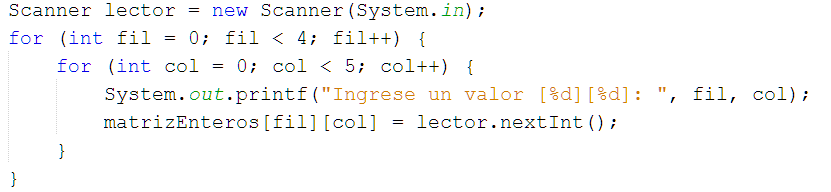 Scanner lector = new Scanner(System.in);
for (int fil = 0; fil < 4; fil++) {
for (int col = 0; col < 5; col++) {
System.out.printf("Ingrese un valor [%d][%d]: ", fil, col);
matrizEnteros[fil][col] = lector.nextInt();
}
}